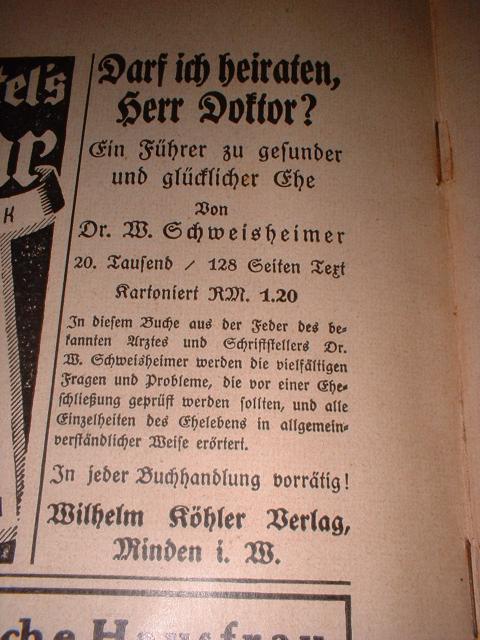 tel's
K
Darf ich heiraten,
Herr Doktor?
Ein Führer zu gesunder
und glücklicher Ehe
Von
Dr. W. Schweisheimer
20. Tausend / 128 Seiten Text
Kartoniert RM. 1.20
In diesem Buche aus der Feder des be-
kannten Arztes und Schriftstellers Dr.
W. Schweisheimer werden die vielfältigen
Fragen und Probleme, die vor einer Ehe-
schließung geprüft werden sollten, und alle
Einzelheiten des Ehelebens in allgemein-
verständlicher Weise erörtert.
In jeder Buchhandlung vorrätig!
Wilhelm Köhler Verlag,
Minden i. W.
che Hausfrau